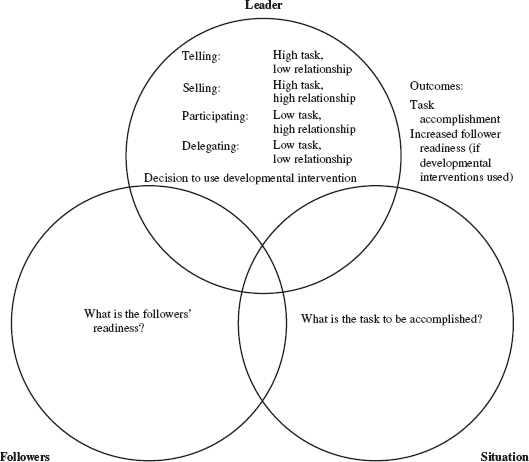 Leader
Telling: High task,
low relationship
Selling: High task,
high relationship
Participating: Low task,
high relationship
Delegating: Low task,
low relationship
Decision to use developmental intervention
Outcomes:
Task
accomplishment
Increased follower
readiness (if
developmental
interventions used)
What is the followers’
readiness?
What is the task to be accomplished?
Followers
Situation